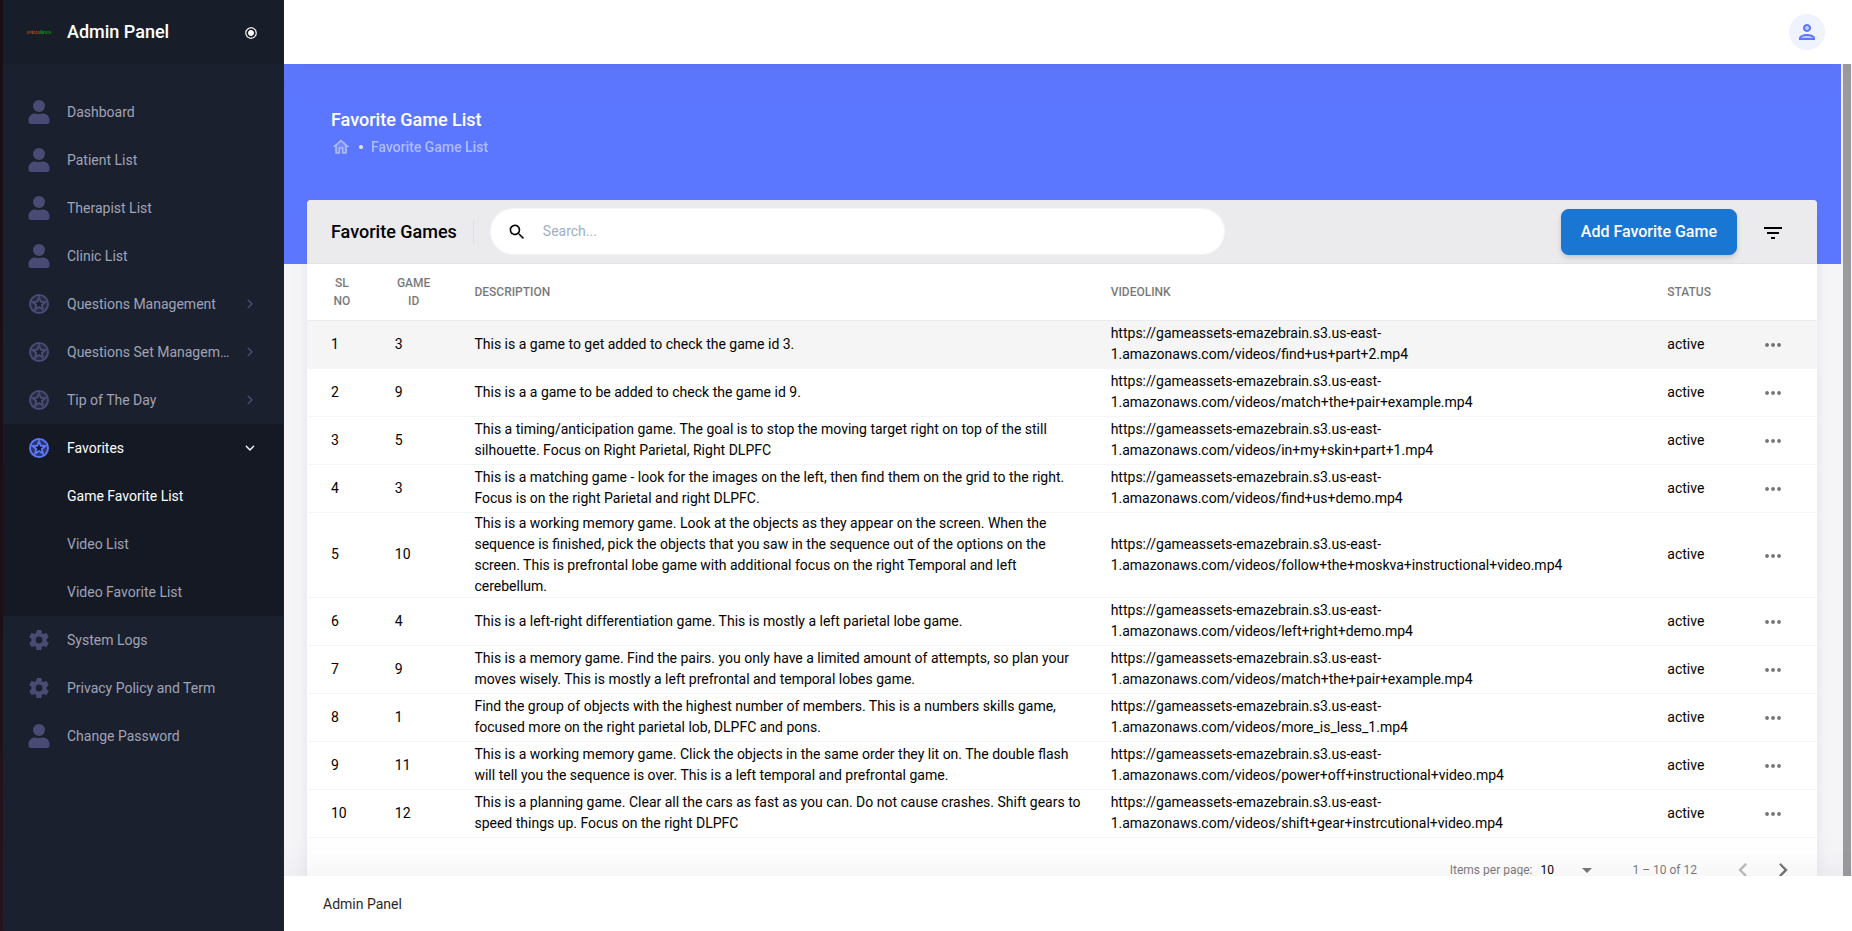 Admin Panel
Dashboard
Patient List
Therapist List
Clinic List
Questions Management
Questions Set Managem...
Tip of The Day
Favorites
Game Favorite List
Video List
Video Favorite List
System Logs
Privacy Policy and Term
Change Password
Favorite Game List
• Favorite Game List
Favorite Games
Search...
Add Favorite Game
SL NO
GAME ID
DESCRIPTION
VIDEOLINK
STATUS
1
3
This is a game to get added to check the game id 3.
https://gameassets-emazebrain.s3.us-east-
1.amazonaws.com/videos/find+us+part+2.mp4
active
2
9
This is a a game to be added to check the game id 9.
https://gameassets-emazebrain.s3.us-east-
1.amazonaws.com/videos/match+the+pair+example.mp4
active
3
5
This a timing/anticipation game. The goal is to stop the moving target right on top of the still
silhouette. Focus on Right Parietal, Right DLPFC
https://gameassets-emazebrain.s3.us-east-
1.amazonaws.com/videos/in+my+skin+part+1.mp4
active
4
3
This is a matching game - look for the images on the left, then find them on the grid to the right.
Focus is on the right Parietal and right DLPFC.
https://gameassets-emazebrain.s3.us-east-
1.amazonaws.com/videos/find+us+demo.mp4
active
5
10
This is a working memory game. Look at the objects as they appear on the screen. When the
sequence is finished, pick the objects that you saw in the sequence out of the options on the
screen. This is prefrontal lobe game with additional focus on the right Temporal and left
cerebellum.
https://gameassets-emazebrain.s3.us-east-
1.amazonaws.com/videos/follow+the+moskva+instructional+video.mp4
active
6
4
This is a left-right differentiation game. This is mostly a left parietal lobe game.
https://gameassets-emazebrain.s3.us-east-
1.amazonaws.com/videos/left+right+demo.mp4
active
7
9
This is a memory game. Find the pairs. you only have a limited amount of attempts, so plan your
moves wisely. This is mostly a left prefrontal and temporal lobes game.
https://gameassets-emazebrain.s3.us-east-
1.amazonaws.com/videos/match+the+pair+example.mp4
active
8
1
Find the group of objects with the highest number of members. This is a numbers skills game,
focused more on the right parietal lob, DLPFC and pons.
https://gameassets-emazebrain.s3.us-east-
1.amazonaws.com/videos/more_is_less_1.mp4
active
9
11
This is a working memory game. Click the objects in the same order they lit on. The double flash
will tell you the sequence is over. This is a left temporal and prefrontal game.
https://gameassets-emazebrain.s3.us-east-
1.amazonaws.com/videos/power+off+instructional+video.mp4
active
10
12
This is a planning game. Clear all the cars as fast as you can. Do not cause crashes. Shift gears to
speed things up. Focus on the right DLPFC
https://gameassets-emazebrain.s3.us-east-
1.amazonaws.com/videos/shift+gear+instrcutional+video.mp4
active
Items per page: 10
1 – 10 of 12
Admin Panel